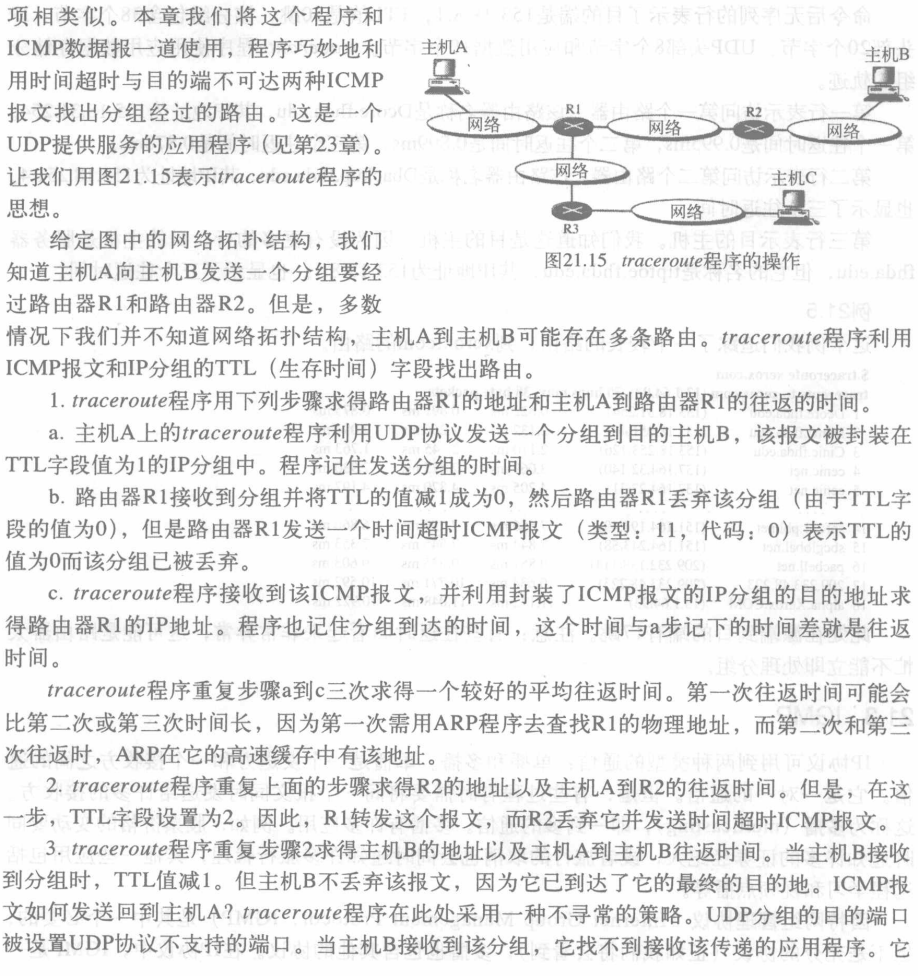 项相类似。本章我们将这个程序和
ICMP数据报一道使用，程序巧妙地利
用时间超时与目的端不可达两种ICMP
报文找出分组经过的路由。这是一个
UDP提供服务的应用程序（见第23章）。
让我们用图21.15表示traceroute程序的
思想。
给定图中的网络拓扑结构，我们
知道主机A向主机B发送一个分组要经
过路由器R1和路由器R2。但是，多数
主机A
主机B
R1
R2
网络
网络
网络
网络
主机C
网络
R3
图21.15 traceroute程序的操作
情况下我们并不知道网络拓扑结构，主机A到主机B可能存在多条路由。traceroute程序利用
ICMP报文和IP分组的TTL（生存时间）字段找出路由。
1. traceroute程序用下列步骤求得路由器R1的地址和主机A到路由器R1的往返的时间。
a. 主机A上的traceroute程序利用UDP协议发送一个分组到目的主机B，该报文被封装在
TTL字段值为1的IP分组中。程序记住发送分组的时间。
b. 路由器R1接收到分组并将TTL的值减1成为0，然后路由器R1丢弃该分组（由于TTL字
段的值为0），但是路由器R1发送一个时间超时ICMP报文（类型：11，代码：0）表示TTL的
值为0而该分组已被丢弃。
c. traceroute程序接收到该ICMP报文，并利用封装了ICMP报文的IP分组的目的地址求
得路由器R1的IP地址。程序也记住分组到达的时间，这个时间与a步记下的时间差就是往返
时间。
traceroute程序重复步骤a到c三次求得一个较好的平均往返时间。第一次往返时间可能会
比第二次或第三次时间长，因为第一次需用ARP程序去查找R1的物理地址，而第二次和第三
次往返时，ARP在它的高速缓存中有该地址。
2. traceroute程序重复上面的步骤求得R2的地址以及主机A到R2的往返时间。但是，在这
一步，TTL字段设置为2。因此，R1转发这个报文，而R2丢弃它并发送时间超时ICMP报文。
3. traceroute程序重复步骤2求得主机B的地址以及主机A到主机B往返时间。当主机B接收
到分组时，TTL值减1。但主机B不丢弃该报文，因为它已到达了它的最终的目的地。ICMP报
文如何发送回到主机A？traceroute程序在此处采用一种不寻常的策略。UDP分组的目的端口
被设置UDP协议不支持的端口。当主机B接收到该分组，它找不到接收该传递的应用程序。它